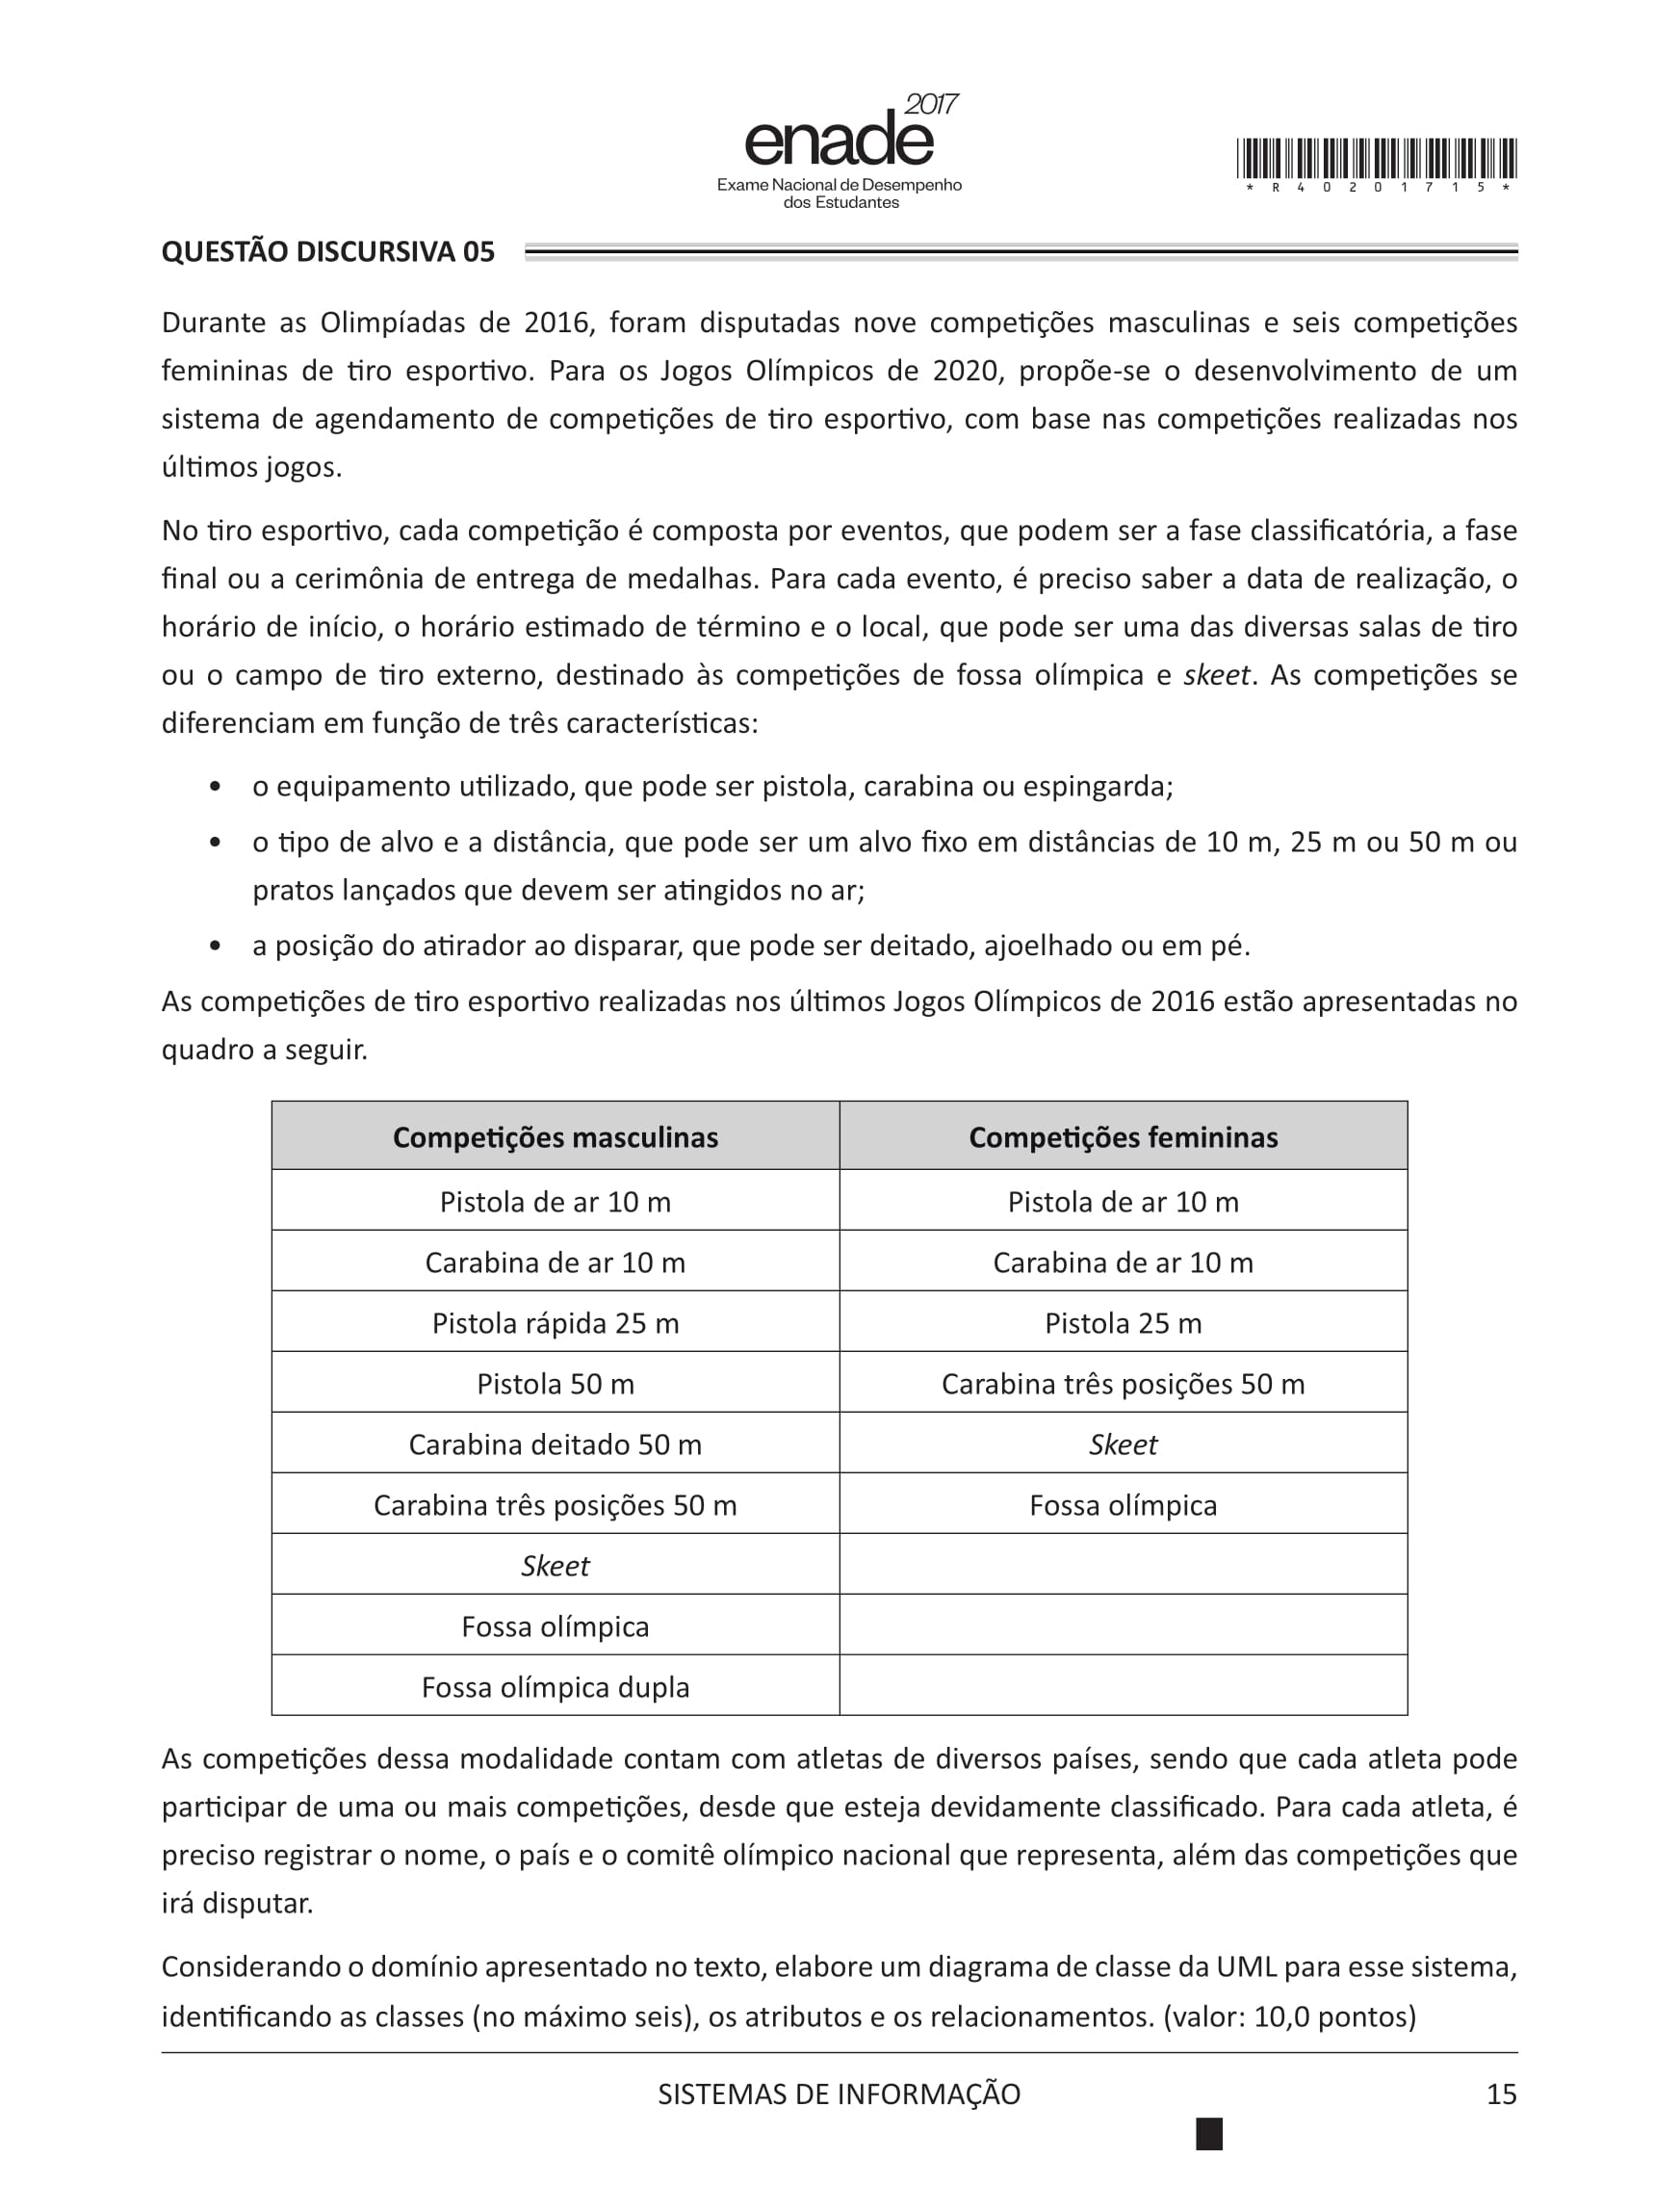 2017
enade
Exame Nacional de Desempenho
dos Estudantes
* R 4 0 2 0 1 7 1 5 *
QUESTÃO DISCURSIVA 05
Durante as Olimpíadas de 2016, foram disputadas nove competições masculinas e seis competições
femininas de tiro esportivo. Para os Jogos Olímpicos de 2020, propõe-se o desenvolvimento de um
sistema de agendamento de competições de tiro esportivo, com base nas competições realizadas nos
últimos jogos.
No tiro esportivo, cada competição é composta por eventos, que podem ser a fase classificatória, a fase
final ou a cerimônia de entrega de medalhas. Para cada evento, é preciso saber a data de realização, o
horário de início, o horário estimado de término e o local, que pode ser uma das diversas salas de tiro
ou o campo de tiro externo, destinado às competições de fossa olímpica e skeet. As competições se
diferenciam em função de três características:
• o equipamento utilizado, que pode ser pistola, carabina ou espingarda;
• o tipo de alvo e a distância, que pode ser um alvo fixo em distâncias de 10 m, 25 m ou 50 m ou
pratos lançados que devem ser atingidos no ar;
• a posição do atirador ao disparar, que pode ser deitado, ajoelhado ou em pé.
As competições de tiro esportivo realizadas nos últimos Jogos Olímpicos de 2016 estão apresentadas no
quadro a seguir.
Competições masculinas Competições femininas
Pistola de ar 10 m Pistola de ar 10 m
Carabina de ar 10 m Carabina de ar 10 m
Pistola rápida 25 m Pistola 25 m
Pistola 50 m Carabina três posições 50 m
Carabina deitado 50 m Skeet
Carabina três posições 50 m Fossa olímpica
Skeet
Fossa olímpica
Fossa olímpica dupla
As competições dessa modalidade contam com atletas de diversos países, sendo que cada atleta pode
participar de uma ou mais competições, desde que esteja devidamente classificado. Para cada atleta, é
preciso registrar o nome, o país e o comitê olímpico nacional que representa, além das competições que
irá disputar.
Considerando o domínio apresentado no texto, elabore um diagrama de classe da UML para esse sistema,
identificando as classes (no máximo seis), os atributos e os relacionamentos. (valor: 10,0 pontos)
SISTEMAS DE INFORMAÇÃO 15